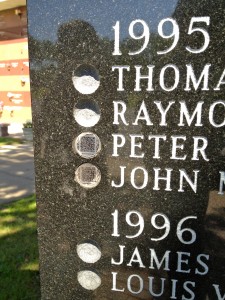 1995
THOMA
RAYMO
PETER
JOHN M
1996
JAMES
LOUIS V